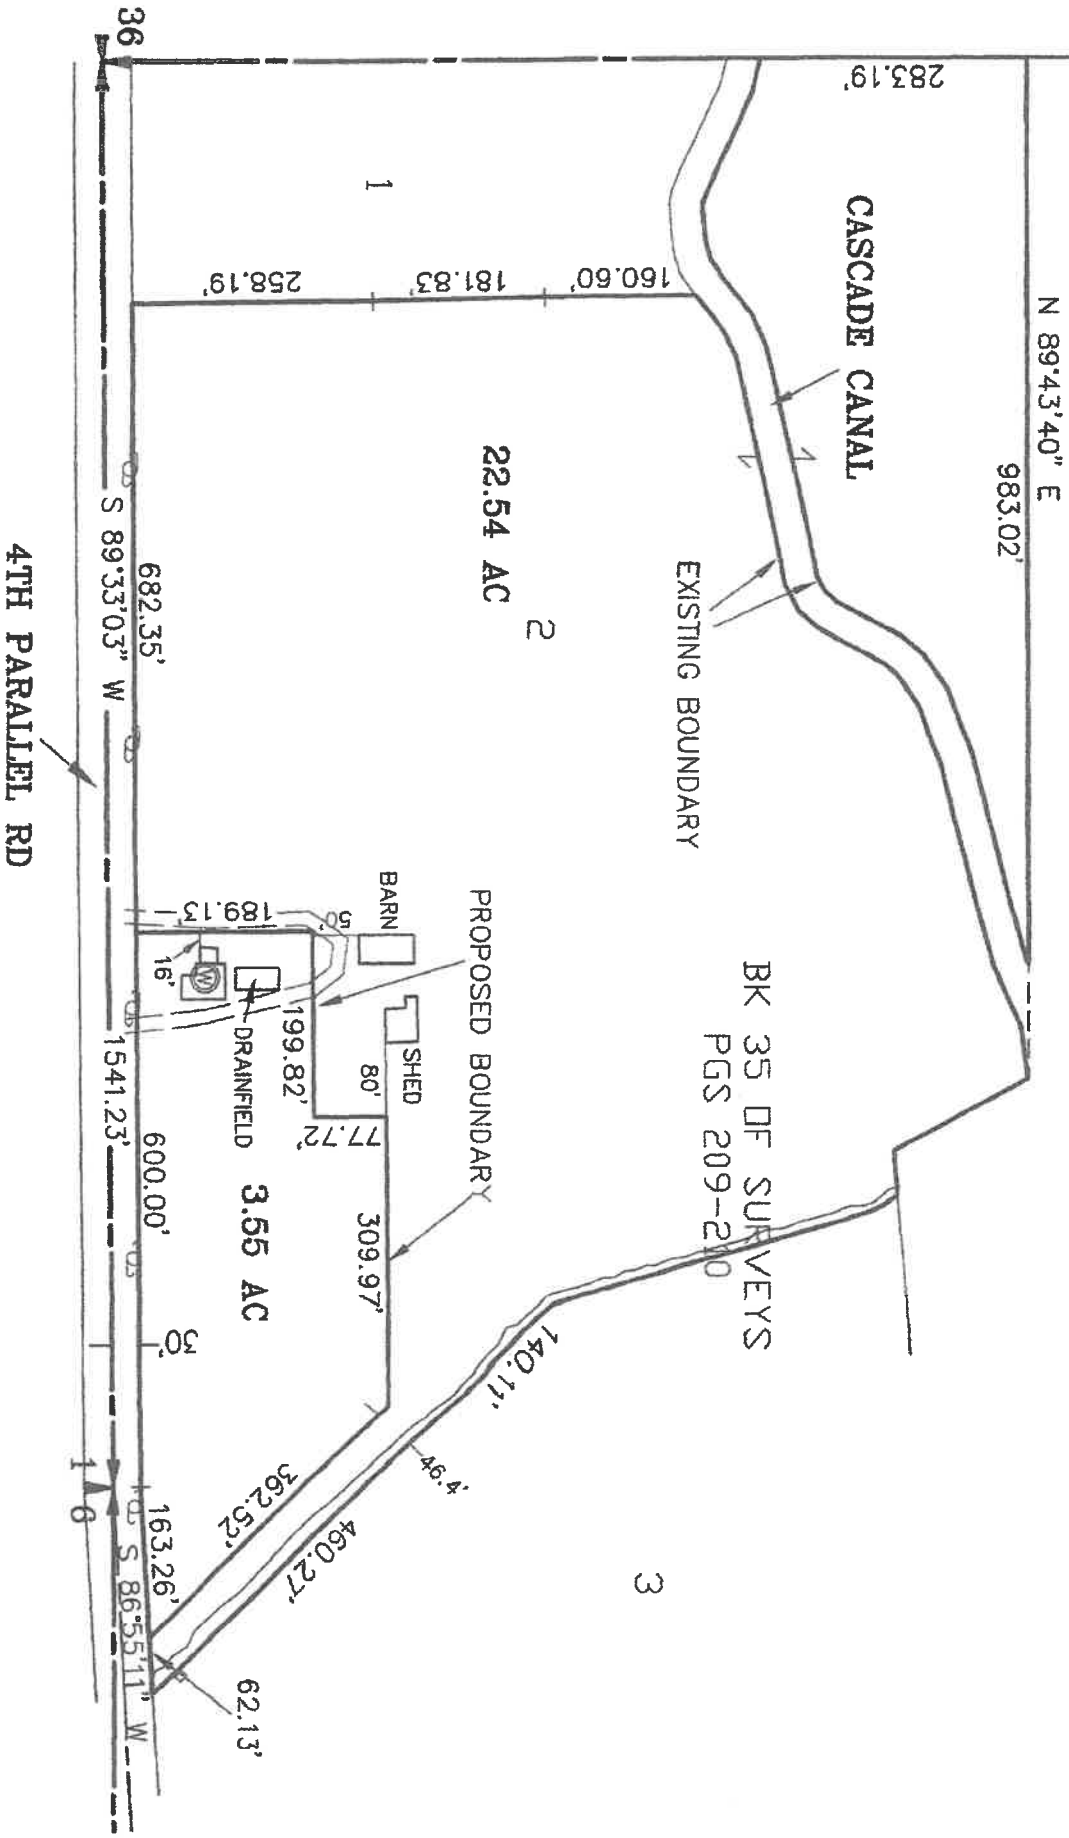 N 89°43'40" E
983.02'
283.19'
CASCADE CANAL
EXISTING BOUNDARY
BK 35 OF SURVEYS
PGS 209-210
1
160.60'
181.83'
258.19'
22.54 AC
2
3
PROPOSED BOUNDARY
BARN
SHED
50'
80'
189.13'
199.82'
77.72'
309.97'
16'
W
DRAINFIELD
3.55 AC
140.11'
46.4'
460.27'
362.52'
62.13'
682.35'
600.00'
30'
163.26'
36
S 89°33'03" W
1541.23'
1
6
S 86°55'11" W
4TH PARALLEL RD